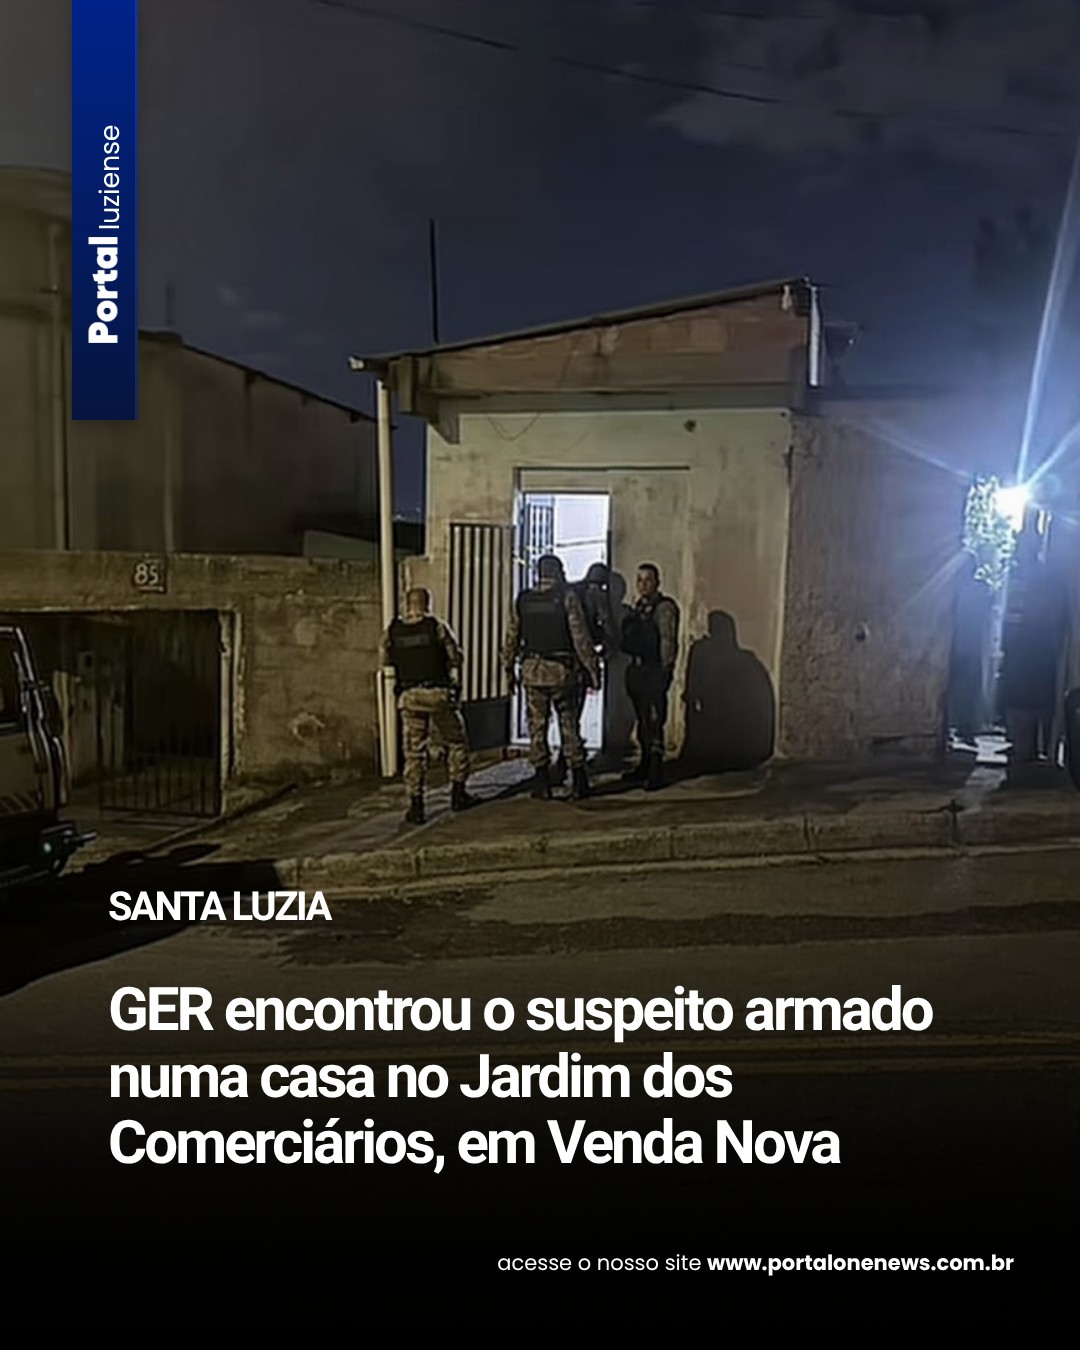 Portal luziense
85
SANTA LUZIA
GER encontrou o suspeito armado
numa casa no Jardim dos
Comerciários, em Venda Nova
acesse o nosso site www.portalonenews.com.br